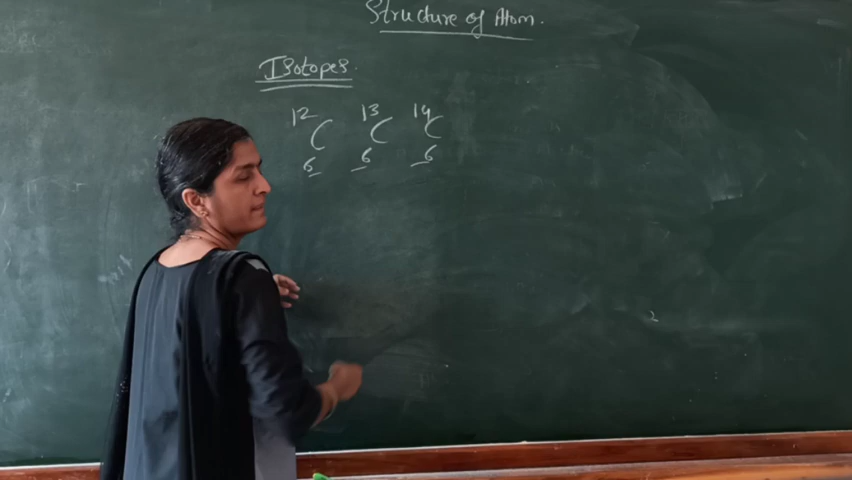 Structure of Atom.
Isotopes.
12 13 14
C C C
6 6 6